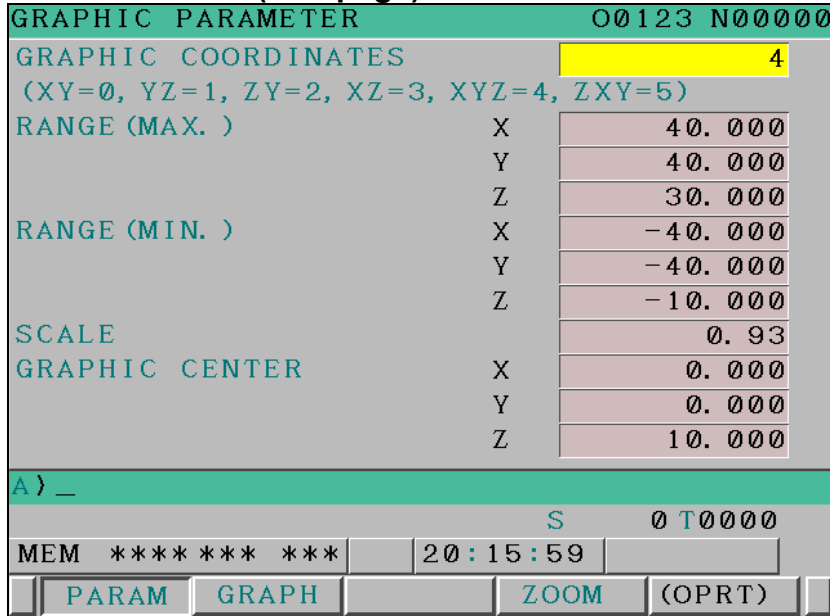 GRAPHIC PARAMETER O0123 N00000
GRAPHIC COORDINATES 4
(XY=0, YZ=1, ZY=2, XZ=3, XYZ=4, ZXY=5)
RANGE (MAX. ) X 40. 000
Y 40. 000
Z 30. 000
RANGE (MIN. ) X -40. 000
Y -40. 000
Z -10. 000
SCALE 0. 93
GRAPHIC CENTER X 0. 000
Y 0. 000
Z 10. 000
A)_
S 0 T0000
MEM **** *** *** 20:15:59
PARAM GRAPH ZOOM (OPRT)